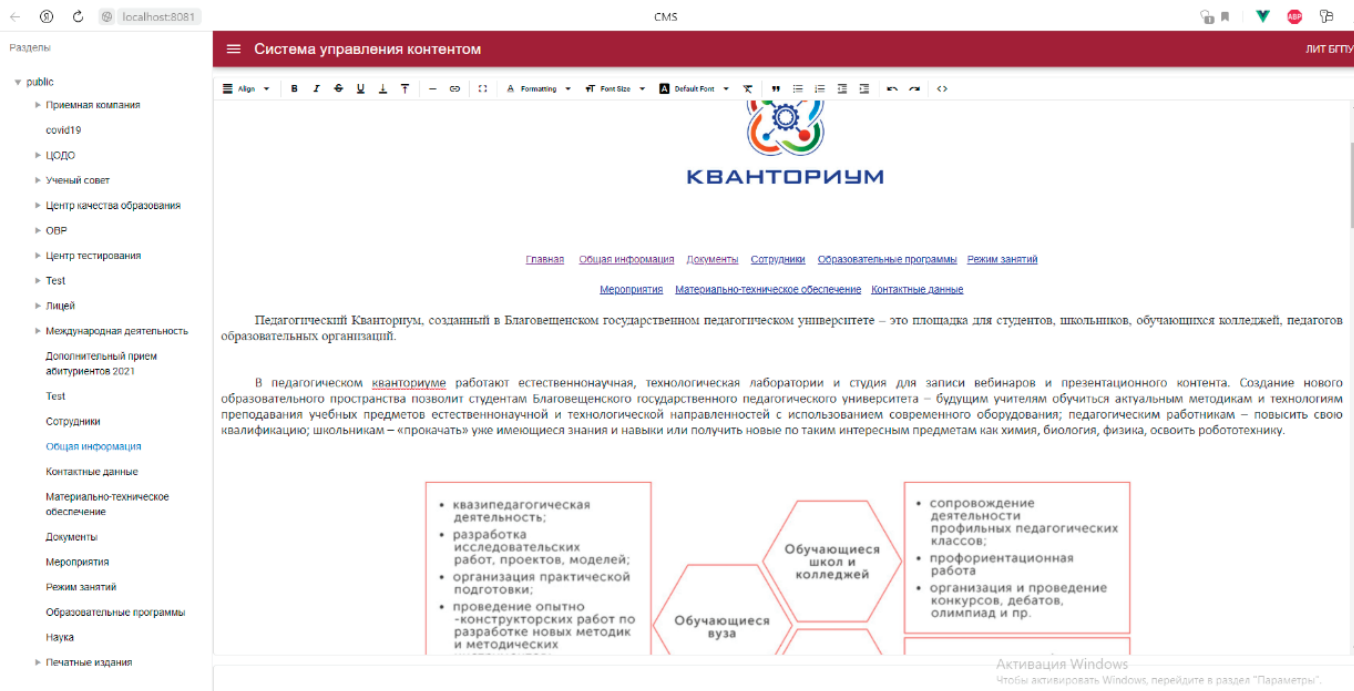 localhost:8081
CMS
ABP
Разделы
Система управления контентом
ЛИТ БГПУ
public
Приемная компания
covid19
ЦОДО
Ученый совет
Центр качества образования
ОВР
Центр тестирования
Test
Лицей
Международная деятельность
Дополнительный прием
абитуриентов 2021
Test
Сотрудники
Общая информация
Контактные данные
Материально-техническое
обеспечение
Документы
Мероприятия
Режим занятий
Образовательные программы
Наука
Печатные издания
Align B I S U Formatting Font Size Default Font
КВАНТОРИУМ
Главная Общая информация Документы Сотрудники Образовательные программы Режим занятий
Мероприятия Материально-техническое обеспечение Контактные данные
Педагогический Кванториум, созданный в Благовещенском государственном педагогическом университете – это площадка для студентов, школьников, обучающихся колледжей, педагогов
образовательных организаций.
В педагогическом кванториуме работают естественнонаучная, технологическая лаборатории и студия для записи вебинаров и презентационного контента. Создание нового
образовательного пространства позволит студентам Благовещенского государственного педагогического университета – будущим учителям обучиться актуальным методикам и технологиям
преподавания учебных предметов естественнонаучной и технологической направленностей с использованием современного оборудования; педагогическим работникам – повысить свою
квалификацию; школьникам – «прокачать» уже имеющиеся знания и навыки или получить новые по таким интересным предметам как химия, биология, физика, освоить робототехнику.
• квазипедагогическая
деятельность;
• разработка
исследовательских
работ, проектов, моделей;
• организация практической
подготовки;
• проведение опытно
-конструкторских работ по
разработке новых методик
и методических
Обучающиеся
вуза
Обучающиеся
школ и
колледжей
• сопровождение
деятельности
профильных педагогических
классов;
• профориентационная
работа
• организация и проведение
конкурсов, дебатов,
олимпиад и пр.
Активация Windows
Чтобы активировать Windows, перейдите в раздел "Параметры".